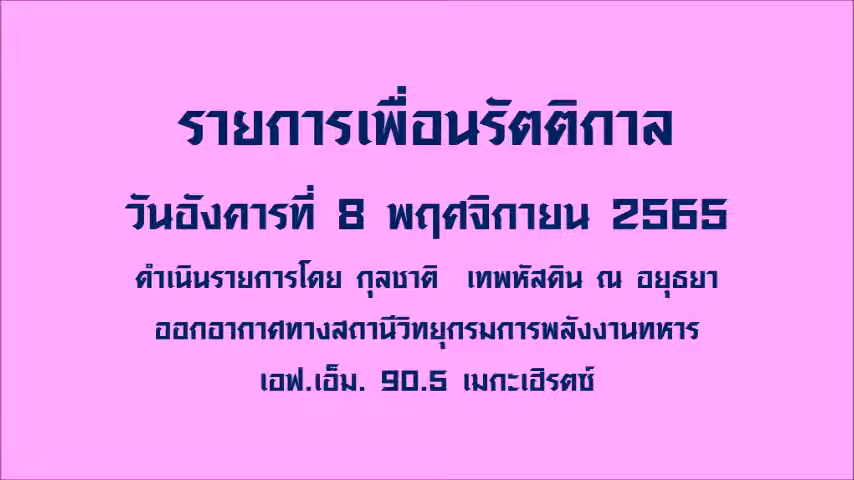 รายการเพื่อนรัตติกาล
วันอังคารที่ 8 พฤศจิกายน 2565
ดำเนินรายการโดย กุลชาติ เทพหัสดิน ณ อยุธยา
ออกอากาศทางสถานีวิทยุกรมการพลังงานทหาร
เอฟ.เอ็ม. 90.5 เมกะเฮิรตซ์